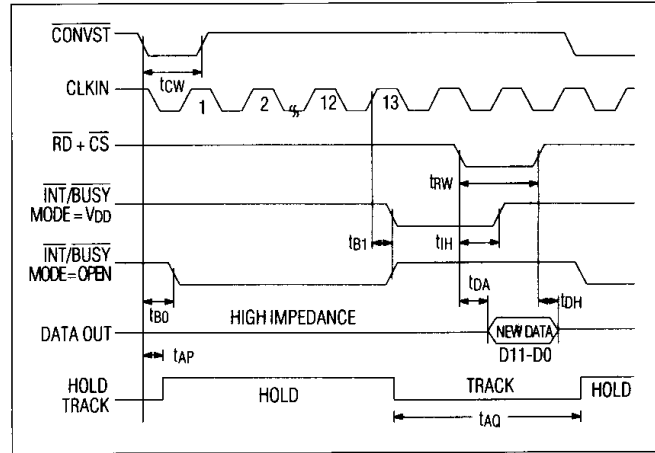 CONVST
tCW
CLKIN
1 2 12 13
RD + CS
tRW
INT/BUSY
MODE = VDD
tB1 tIH
INT/BUSY
MODE=OPEN
tB0 tDA tDH
HIGH IMPEDANCE
DATA OUT NEW DATA
D11-D0
tAP
HOLD
TRACK
HOLD TRACK HOLD
tAQ